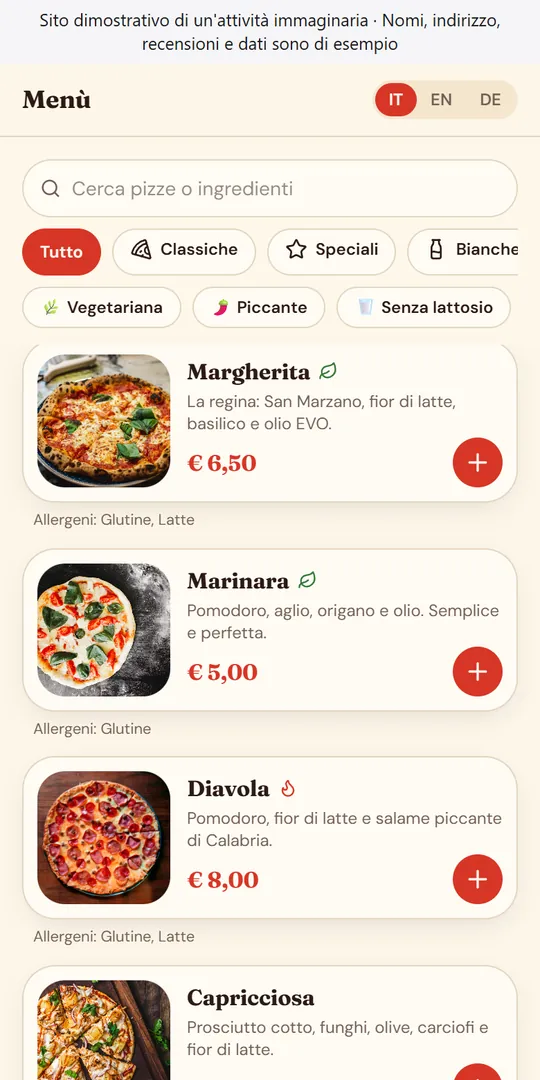 Sito dimostrativo di un'attività immaginaria · Nomi, indirizzo,
recensioni e dati sono di esempio
Menù
IT EN DE
Cerca pizze o ingredienti
Tutto Classiche Speciali Bianche
Vegetariana Piccante Senza lattosio
Margherita
La regina: San Marzano, fior di latte,
basilico e olio EVO.
€ 6,50
Allergeni: Glutine, Latte
Marinara
Pomodoro, aglio, origano e olio. Semplice
e perfetta.
€ 5,00
Allergeni: Glutine
Diavola
Pomodoro, fior di latte e salame piccante
di Calabria.
€ 8,00
Allergeni: Glutine, Latte
Capricciosa
Prosciutto cotto, funghi, olive, carciofi e
fior di latte.